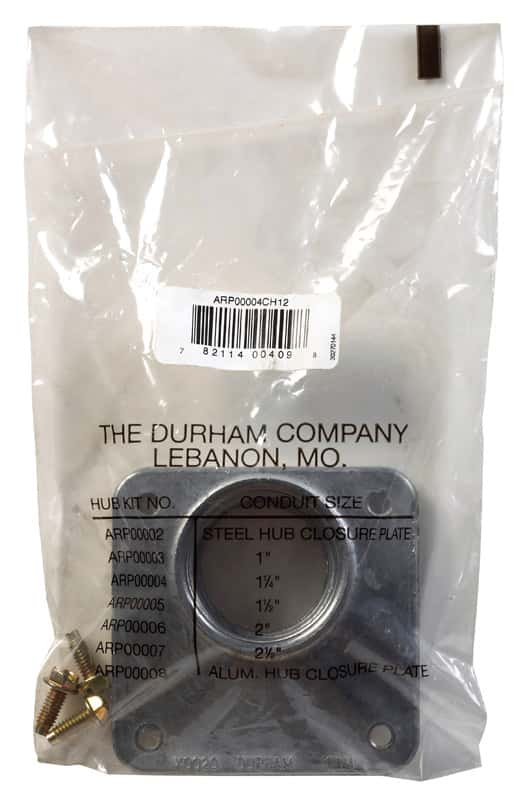 ARP00004CH12
7 82114 00409 8
30270144
THE DURHAM COMPANY
LEBANON, MO.
HUB KIT NO. CONDUIT SIZE
ARP00002 STEEL HUB CLOSURE PLATE
ARP00003 1"
ARP00004 1¼"
ARP00005 1½"
ARP00006 2"
ARP00007 2½"
ARP00008 ALUM. HUB CLOSURE PLATE
DURHAM